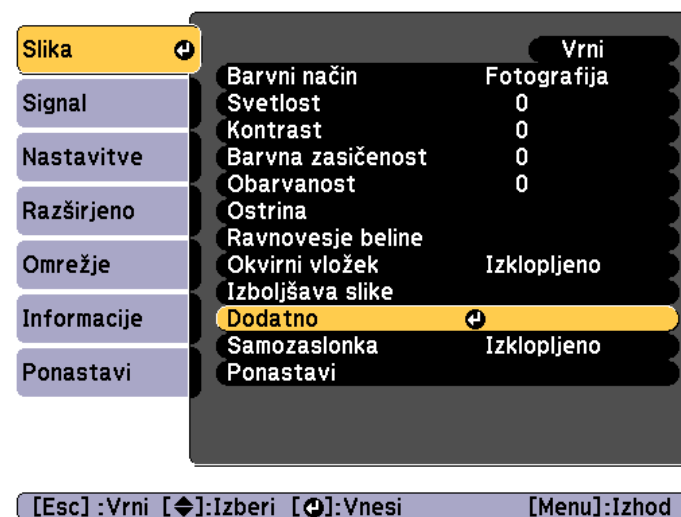 Slika
Signal
Nastavitve
Razširjeno
Omrežje
Informacije
Ponastavi
Vrni
Barvni način Fotografija
Svetlost 0
Kontrast 0
Barvna zasičenost 0
Obarvanost 0
Ostrina
Ravnovesje beline
Okvirni vložek Izklopljeno
Izboljšava slike
Dodatno
Samozaslonka Izklopljeno
Ponastavi
[Esc] :Vrni [◆]:Izberi [↵]:Vnesi [Menu]:Izhod